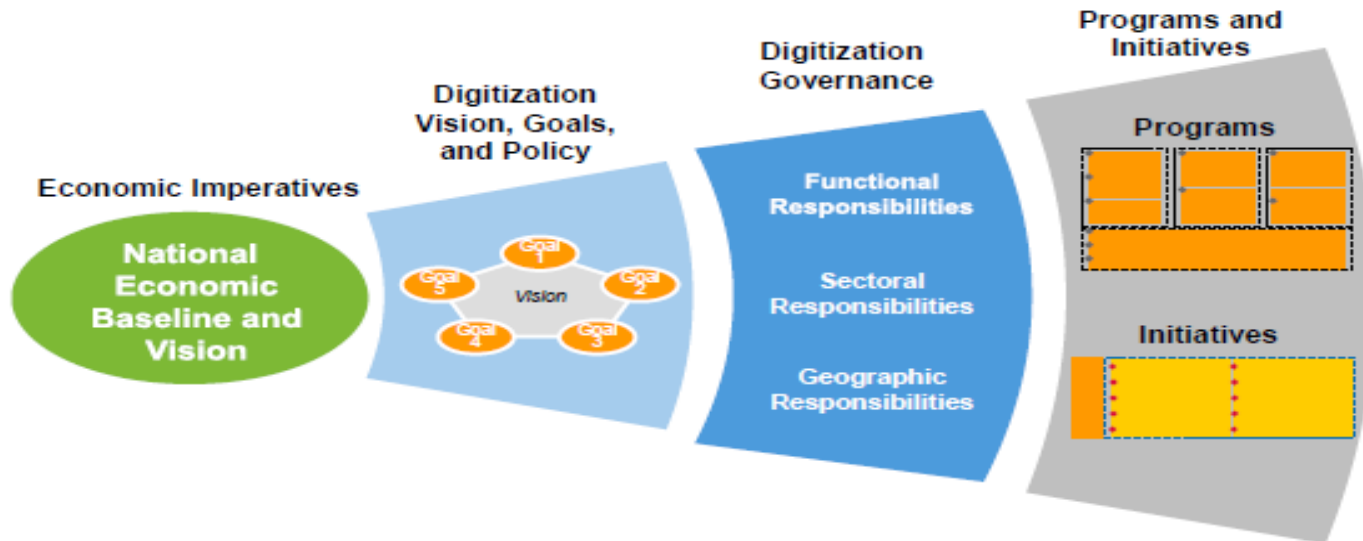 Economic Imperatives
National
Economic
Baseline and
Vision
Digitization
Vision, Goals,
and Policy
Goal
1
Goal
2
Goal
3
Goal
4
Goal
5
Vision
Digitization
Governance
Functional
Responsibilities
Sectoral
Responsibilities
Geographic
Responsibilities
Programs and
Initiatives
Programs
Initiatives